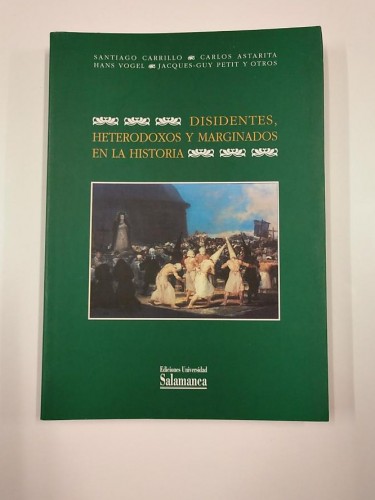 SANTIAGO CARRILLO CARLOS ASTARITA
HANS VOGEL JACQUES-GUY PETIT Y OTROS
DISIDENTES,
HETERODOXOS Y MARGINADOS
EN LA HISTORIA
Ediciones Universidad
Salamanca